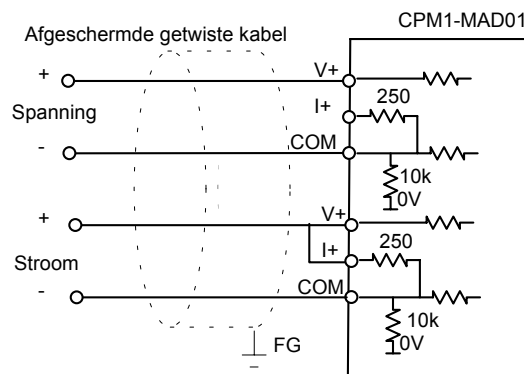 CPM1-MAD01
Afgeschermde getwiste kabel
+
V+
I+
250
Spanning
-
COM
10k
0V
+
V+
I+
250
Stroom
-
COM
10k
0V
FG